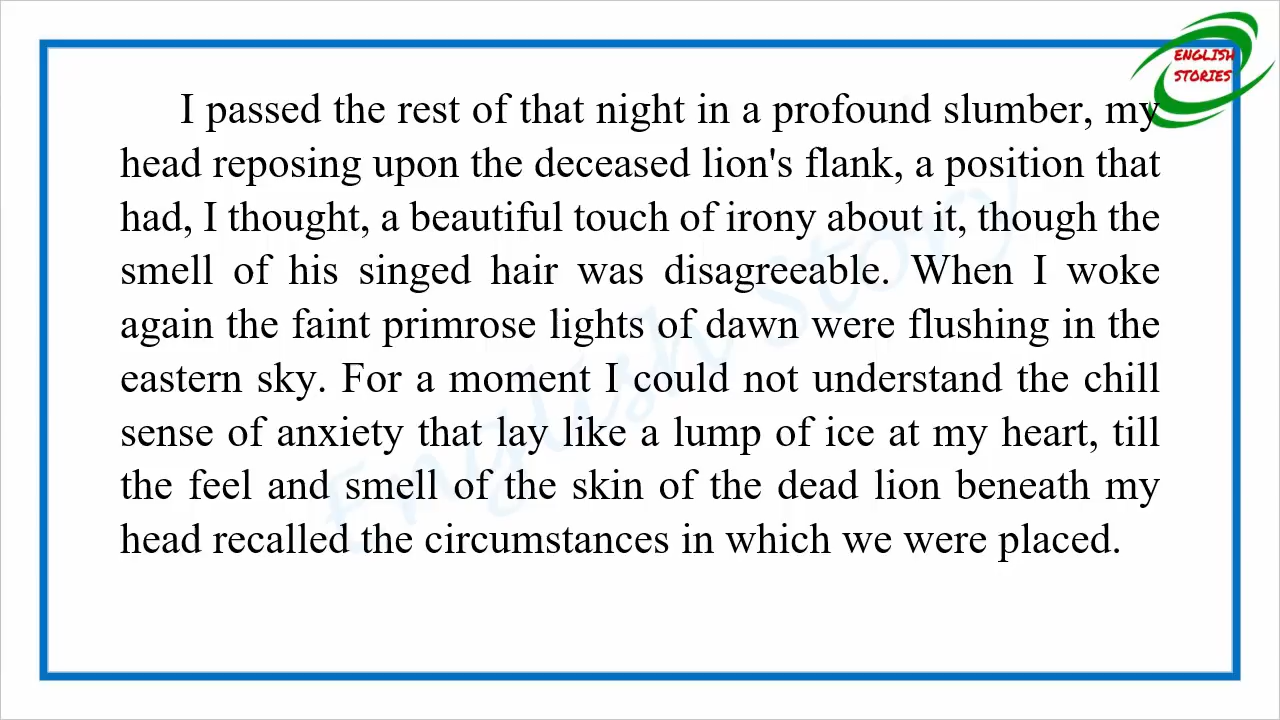 ENGLISH
STORIES
I passed the rest of that night in a profound slumber, my
head reposing upon the deceased lion's flank, a position that
had, I thought, a beautiful touch of irony about it, though the
smell of his singed hair was disagreeable. When I woke
again the faint primrose lights of dawn were flushing in the
eastern sky. For a moment I could not understand the chill
sense of anxiety that lay like a lump of ice at my heart, till
the feel and smell of the skin of the dead lion beneath my
head recalled the circumstances in which we were placed.
English Story